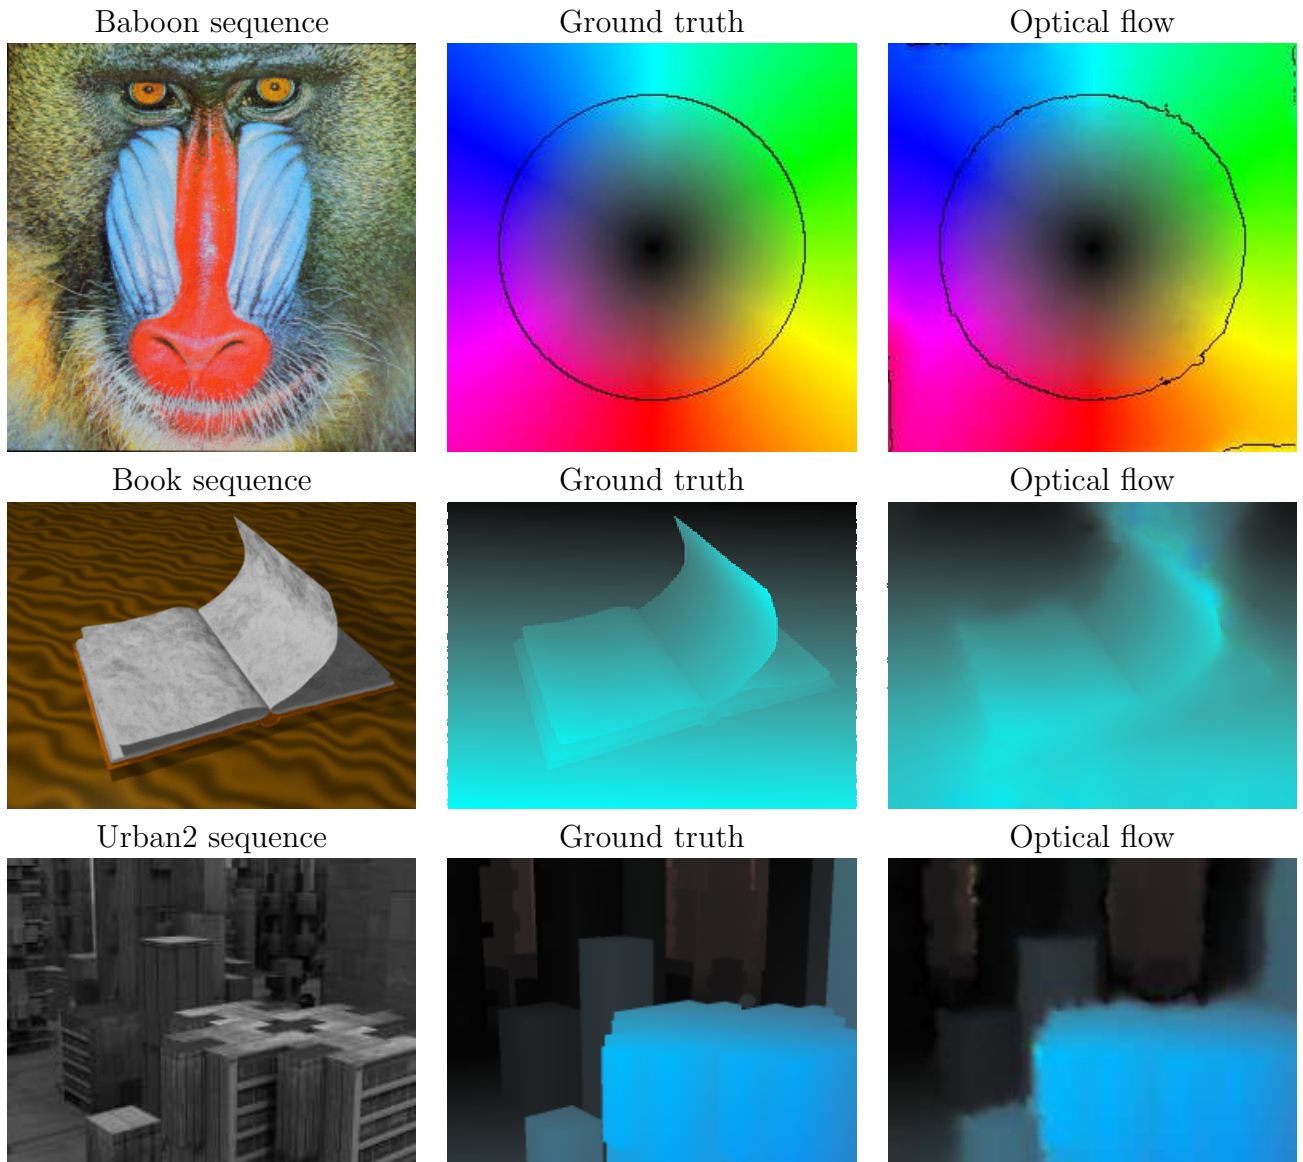 Baboon sequence
Ground truth
Optical flow
Book sequence
Ground truth
Optical flow
Urban2 sequence
Ground truth
Optical flow